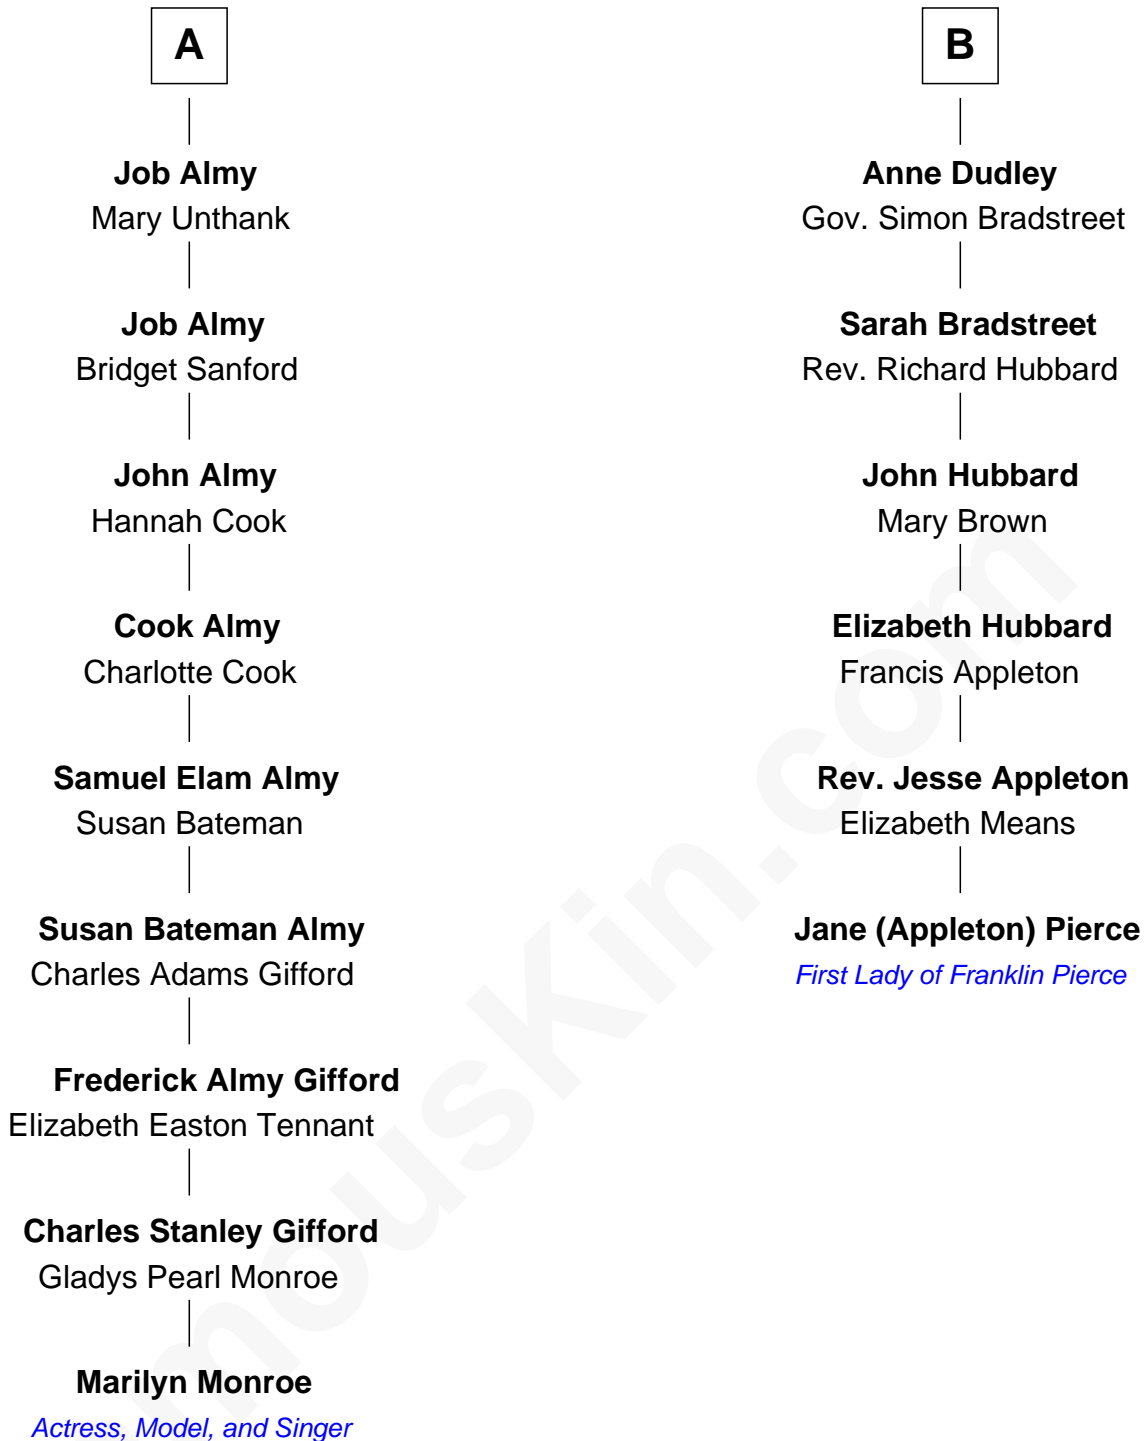 A
Job Almy
Mary Unthank
Job Almy
Bridget Sanford
John Almy
Hannah Cook
Cook Almy
Charlotte Cook
Samuel Elam Almy
Susan Bateman
Susan Bateman Almy
Charles Adams Gifford
Frederick Almy Gifford
Elizabeth Easton Tennant
Charles Stanley Gifford
Gladys Pearl Monroe
Marilyn Monroe
Actress, Model, and Singer
B
Anne Dudley
Gov. Simon Bradstreet
Sarah Bradstreet
Rev. Richard Hubbard
John Hubbard
Mary Brown
Elizabeth Hubbard
Francis Appleton
Rev. Jesse Appleton
Elizabeth Means
Jane (Appleton) Pierce
First Lady of Franklin Pierce
mousKin.com